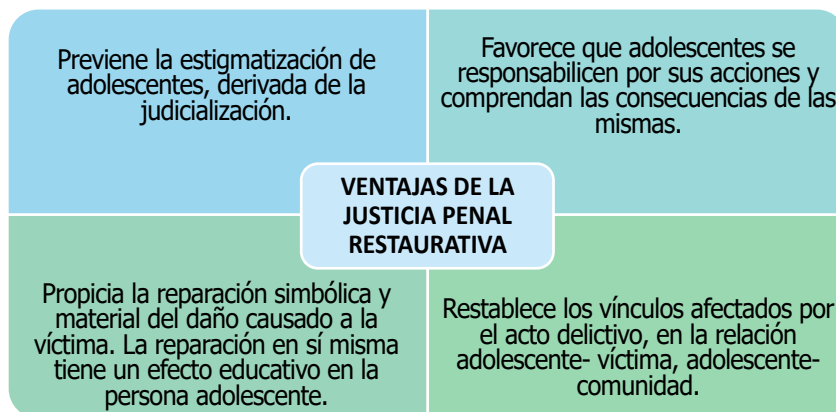 Previene la estigmatización de
adolescentes, derivada de la
judicialización.
Favorece que adolescentes se
responsabilicen por sus acciones y
comprendan las consecuencias de las
mismas.
VENTAJAS DE LA
JUSTICIA PENAL
RESTAURATIVA
Propicia la reparación simbólica y
material del daño causado a la
víctima. La reparación en sí misma
tiene un efecto educativo en la
persona adolescente.
Restablece los vínculos afectados por
el acto delictivo, en la relación
adolescente- víctima, adolescente-
comunidad.